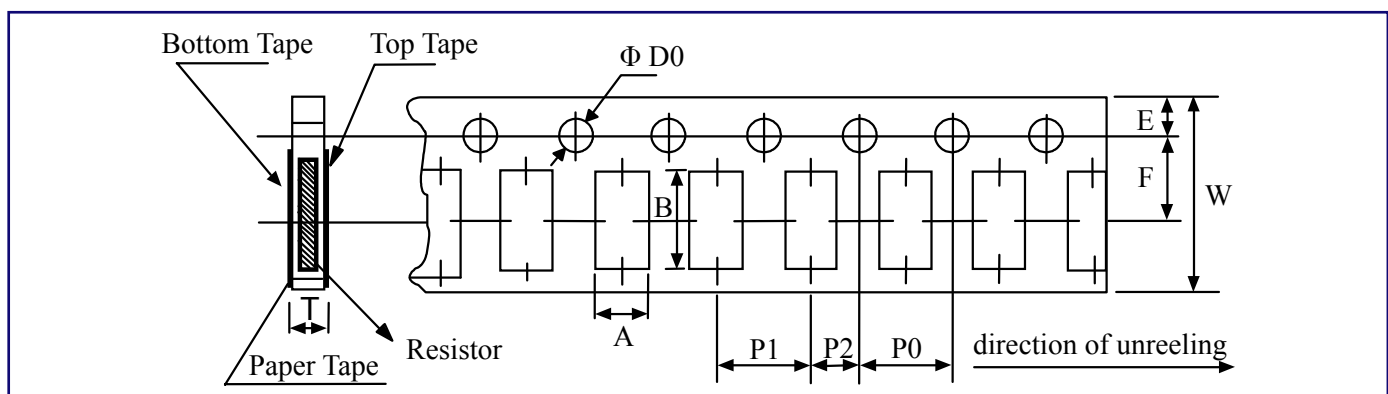 Bottom Tape
Top Tape
Φ D0
E
F
W
B
T
A
Resistor
Paper Tape
P1
P2
P0
direction of unreeling